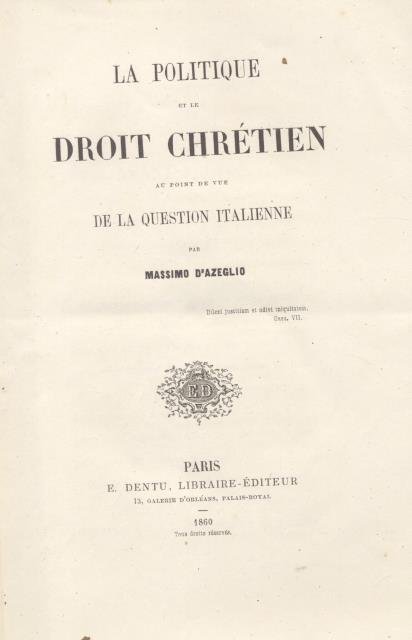 LA POLITIQUE
ET LE
DROIT CHRÉTIEN
AU POINT DE VUE
DE LA QUESTION ITALIENNE
PAR
MASSIMO D'AZEGLIO
Dilexi justitiam et odivi iniquitatem.
GREG. VII.
E D
PARIS
E. DENTU, LIBRAIRE-ÉDITEUR
13, GALERIE D'ORLÉANS, PALAIS-ROYAL
1860
Tous droits réservés.